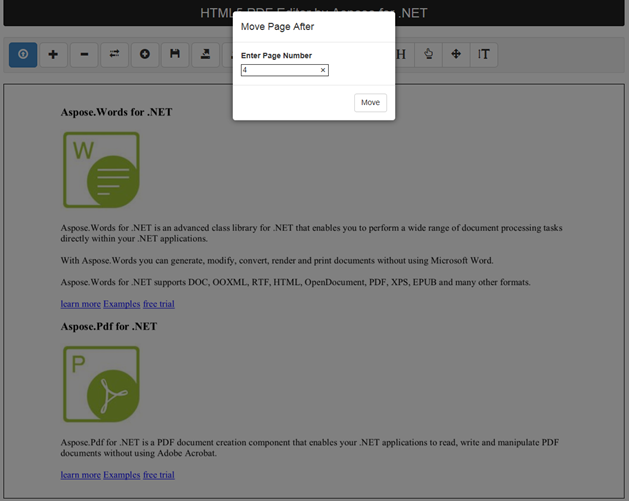 HTML5 PDF Editor by Aspose for .NET
Move Page After
Enter Page Number
4
Move
H
T
Aspose.Words for .NET
W
Aspose.Words for .NET is an advanced class library for .NET that enables you to perform a wide range of document processing tasks
directly within your .NET applications.
With Aspose.Words you can generate, modify, convert, render and print documents without using Microsoft Word.
Aspose.Words for .NET supports DOC, OOXML, RTF, HTML, OpenDocument, PDF, XPS, EPUB and many other formats.
learn more Examples free trial
Aspose.Pdf for .NET
P
Aspose.Pdf for .NET is a PDF document creation component that enables your .NET applications to read, write and manipulate PDF
documents without using Adobe Acrobat.
learn more Examples free trial